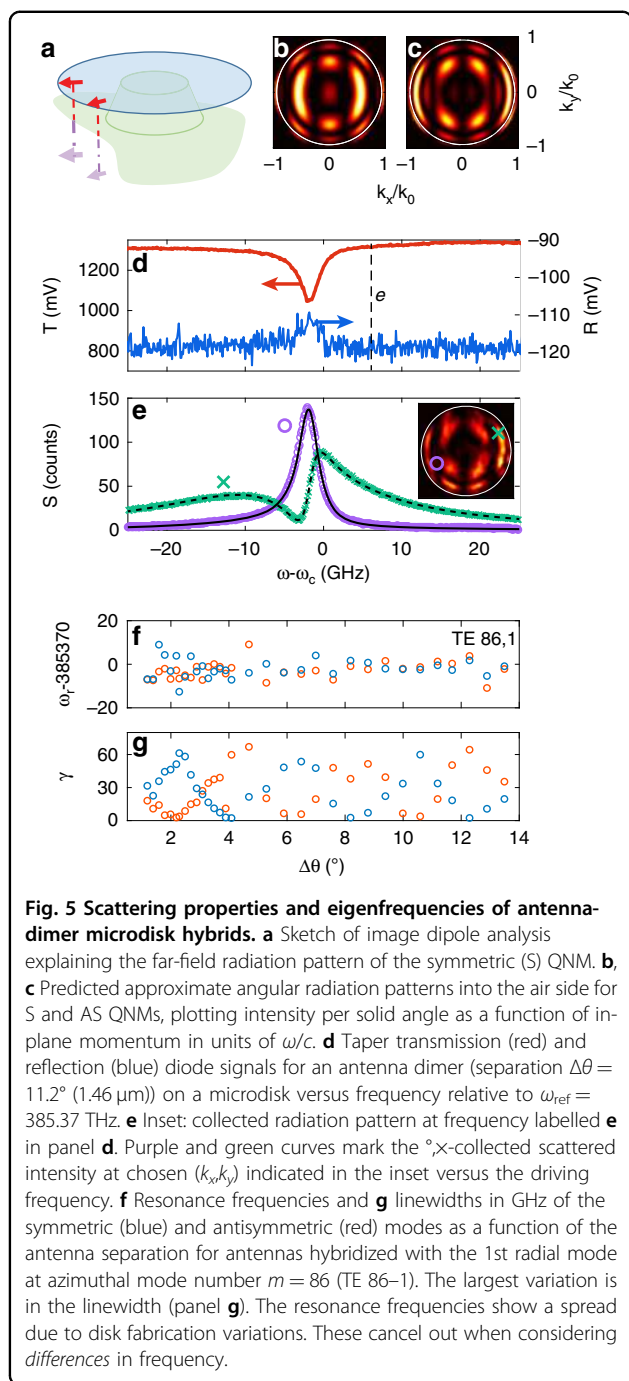 a
b
c
1
0
−1
k_y/k_0
−1 0 1 −1 0 1
k_x/k_0
d
1200
1000
800
T (mV)
e
−90
−100
−110
−120
R (mV)
e
150
100
50
0
S (counts)
−20 −10 0 10 20
ω-ω_c (GHz)
f
TE 86,1
20
0
−20
ω_r-385370
g
60
30
0
γ
2 4 6 8 10 12 14
Δθ (°)
Fig. 5 Scattering properties and eigenfrequencies of antenna-
dimer microdisk hybrids. a Sketch of image dipole analysis
explaining the far-field radiation pattern of the symmetric (S) QNM. b,
c Predicted approximate angular radiation patterns into the air side for
S and AS QNMs, plotting intensity per solid angle as a function of in-
plane momentum in units of ω/c. d Taper transmission (red) and
reflection (blue) diode signals for an antenna dimer (separation Δθ =
11.2° (1.46 μm)) on a microdisk versus frequency relative to ω_ref =
385.37 THz. e Inset: collected radiation pattern at frequency labelled e
in panel d. Purple and green curves mark the °,×-collected scattered
intensity at chosen (k_x,k_y) indicated in the inset versus the driving
frequency. f Resonance frequencies and g linewidths in GHz of the
symmetric (blue) and antisymmetric (red) modes as a function of the
antenna separation for antennas hybridized with the 1st radial mode
at azimuthal mode number m = 86 (TE 86–1). The largest variation is
in the linewidth (panel g). The resonance frequencies show a spread
due to disk fabrication variations. These cancel out when considering
differences in frequency.